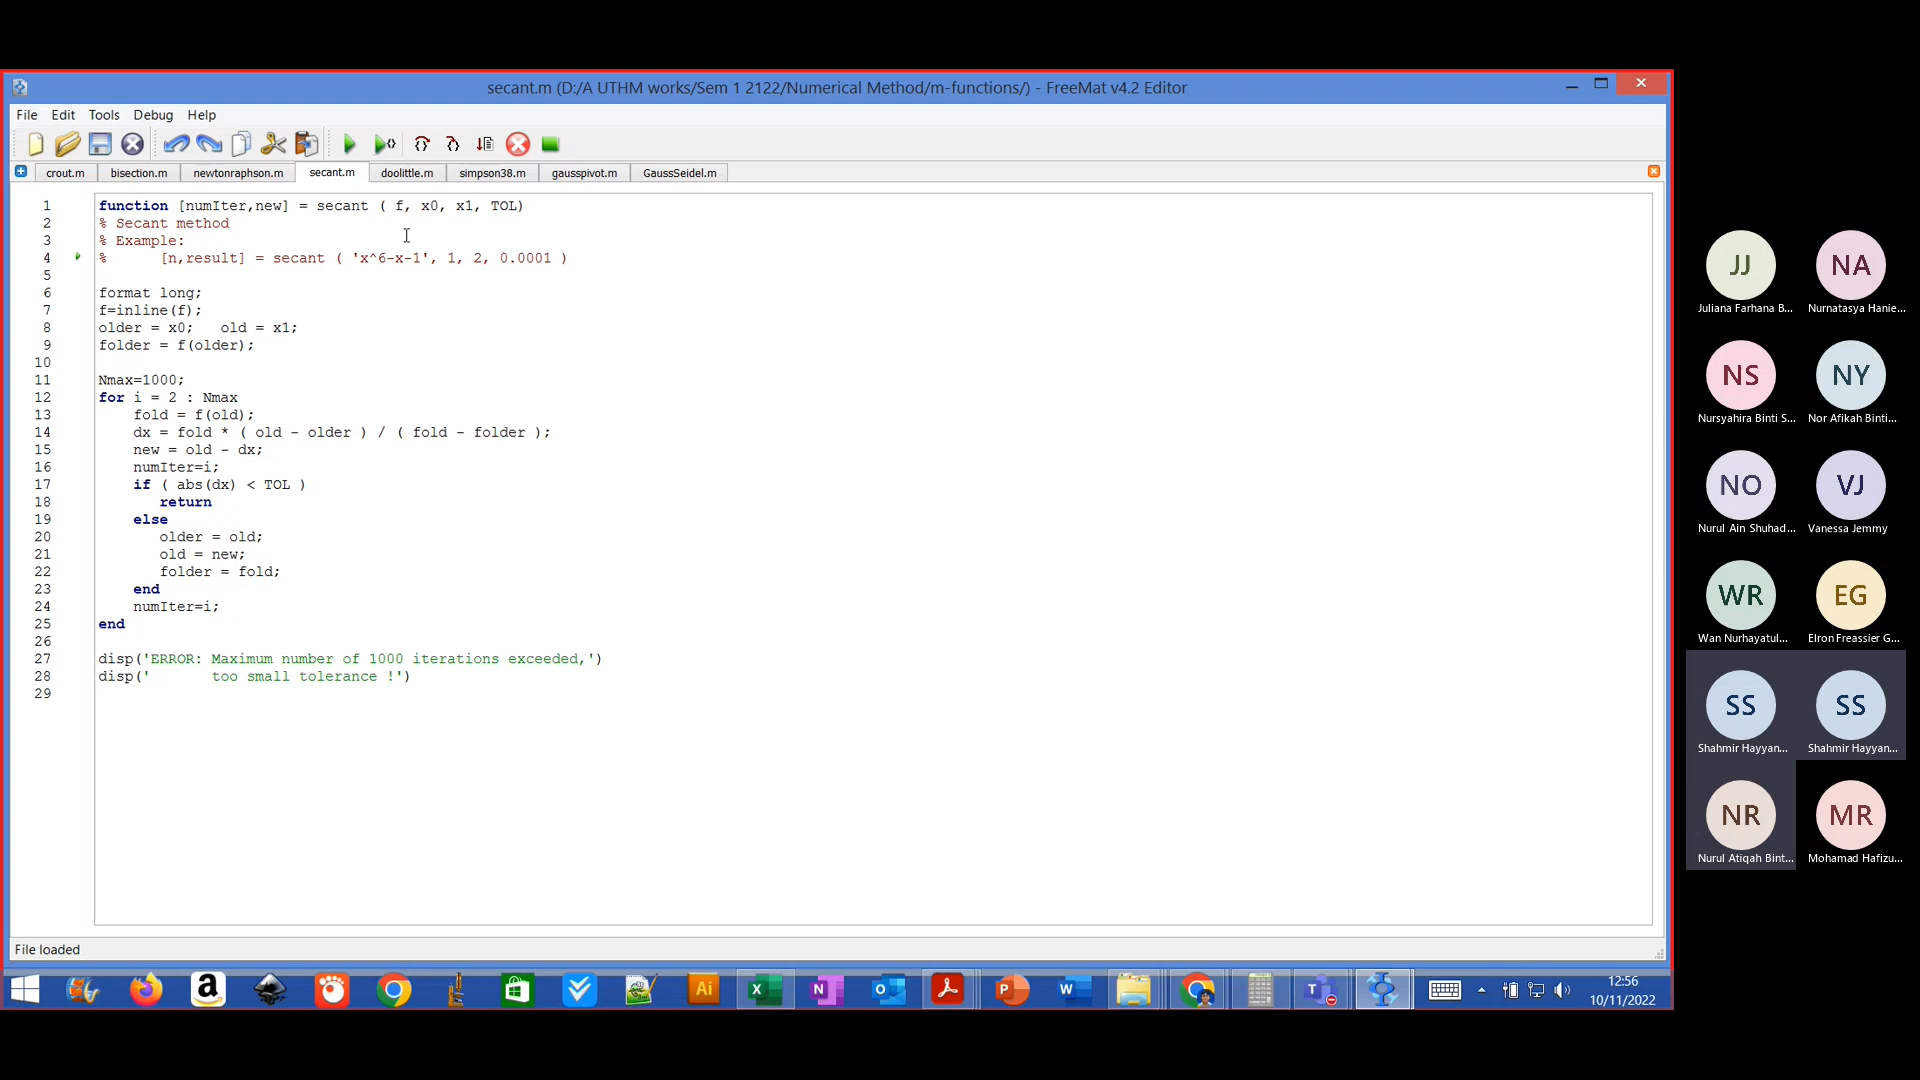 secant.m (D:/A UTHM works/Sem 1 2122/Numerical Method/m-functions/) - FreeMat v4.2 Editor
File Edit Tools Debug Help
crout.m bisection.m newtonraphson.m secant.m doolittle.m simpson38.m gausspivot.m GaussSeidel.m
1 function [numIter,new] = secant ( f, x0, x1, TOL)
2 % Secant method
3 % Example:
4 % [n,result] = secant ( 'x^6-x-1', 1, 2, 0.0001 )
5
6 format long;
7 f=inline(f);
8 older = x0; old = x1;
9 folder = f(older);
10
11 Nmax=1000;
12 for i = 2 : Nmax
13 fold = f(old);
14 dx = fold * ( old - older ) / ( fold - folder );
15 new = old - dx;
16 numIter=i;
17 if ( abs(dx) < TOL )
18 return
19 else
20 older = old;
21 old = new;
22 folder = fold;
23 end
24 numIter=i;
25 end
26
27 disp('ERROR: Maximum number of 1000 iterations exceeded,')
28 disp(' too small tolerance !')
29
File loaded
JJ NA
Juliana Farhana B... Nurnatasya Hanie...
NS NY
Nursyahira Binti S... Nor Afikah Binti...
NO VJ
Nurul Ain Shuhad... Vanessa Jemmy
WR EG
Wan Nurhayatul... Elron Freassier G...
SS SS
Shahmir Hayyan... Shahmir Hayyan...
NR MR
Nurul Atiqah Bint... Mohamad Hafizu...
a Ai X N O P W T
12:56
10/11/2022